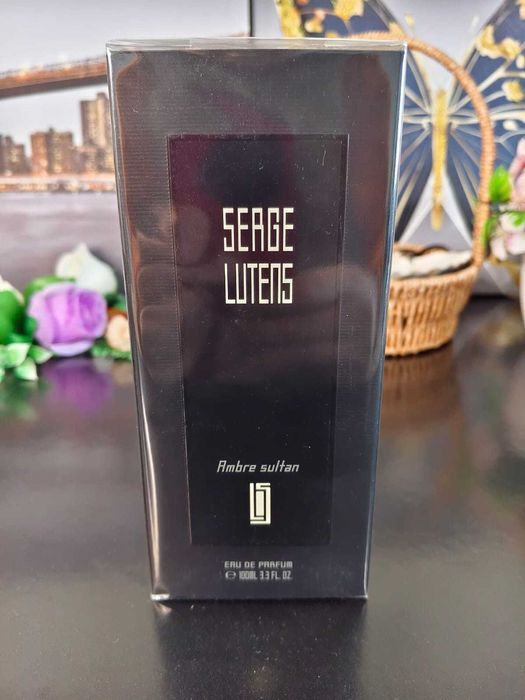 SERGE
LUTENS
Ambre sultan
EAU DE PARFUM
℮ 100ML 3.3 FL. OZ.